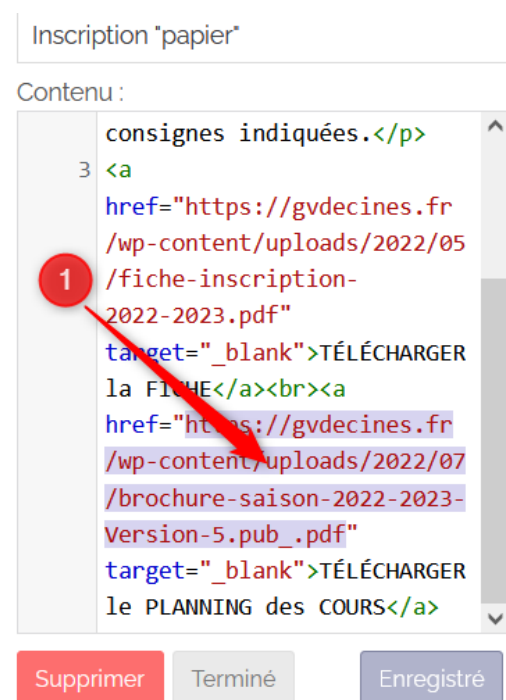 Inscription "papier"
Contenu :
consignes indiquées.</p>
3 <a
href="https://gvdecines.fr
/wp-content/uploads/2022/05
1 /fiche-inscription-
2022-2023.pdf"
target="_blank">TÉLÉCHARGER
la FICHE</a><br><a
href="https://gvdecines.fr
/wp-content/uploads/2022/07
/brochure-saison-2022-2023-
Version-5.pub_.pdf"
target="_blank">TÉLÉCHARGER
le PLANNING des COURS</a>
Supprimer Terminé Enregistré